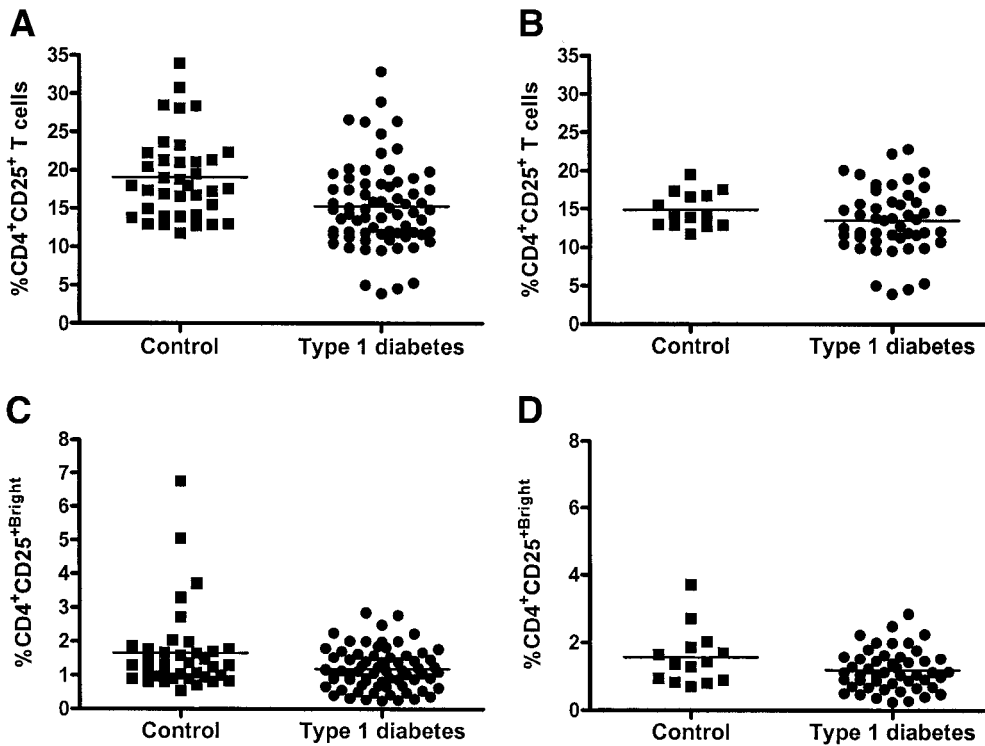 A
%CD4⁺CD25⁺ T cells
35
30
25
20
15
10
5
0
Control
Type 1 diabetes
B
%CD4⁺CD25⁺ T cells
35
30
25
20
15
10
5
0
Control
Type 1 diabetes
C
%CD4⁺CD25⁺ᴮʳⁱᵍʰᵗ
8
7
6
5
4
3
2
1
0
Control
Type 1 diabetes
D
%CD4⁺CD25⁺ᴮʳⁱᵍʰᵗ
8
6
4
2
0
Control
Type 1 diabetes